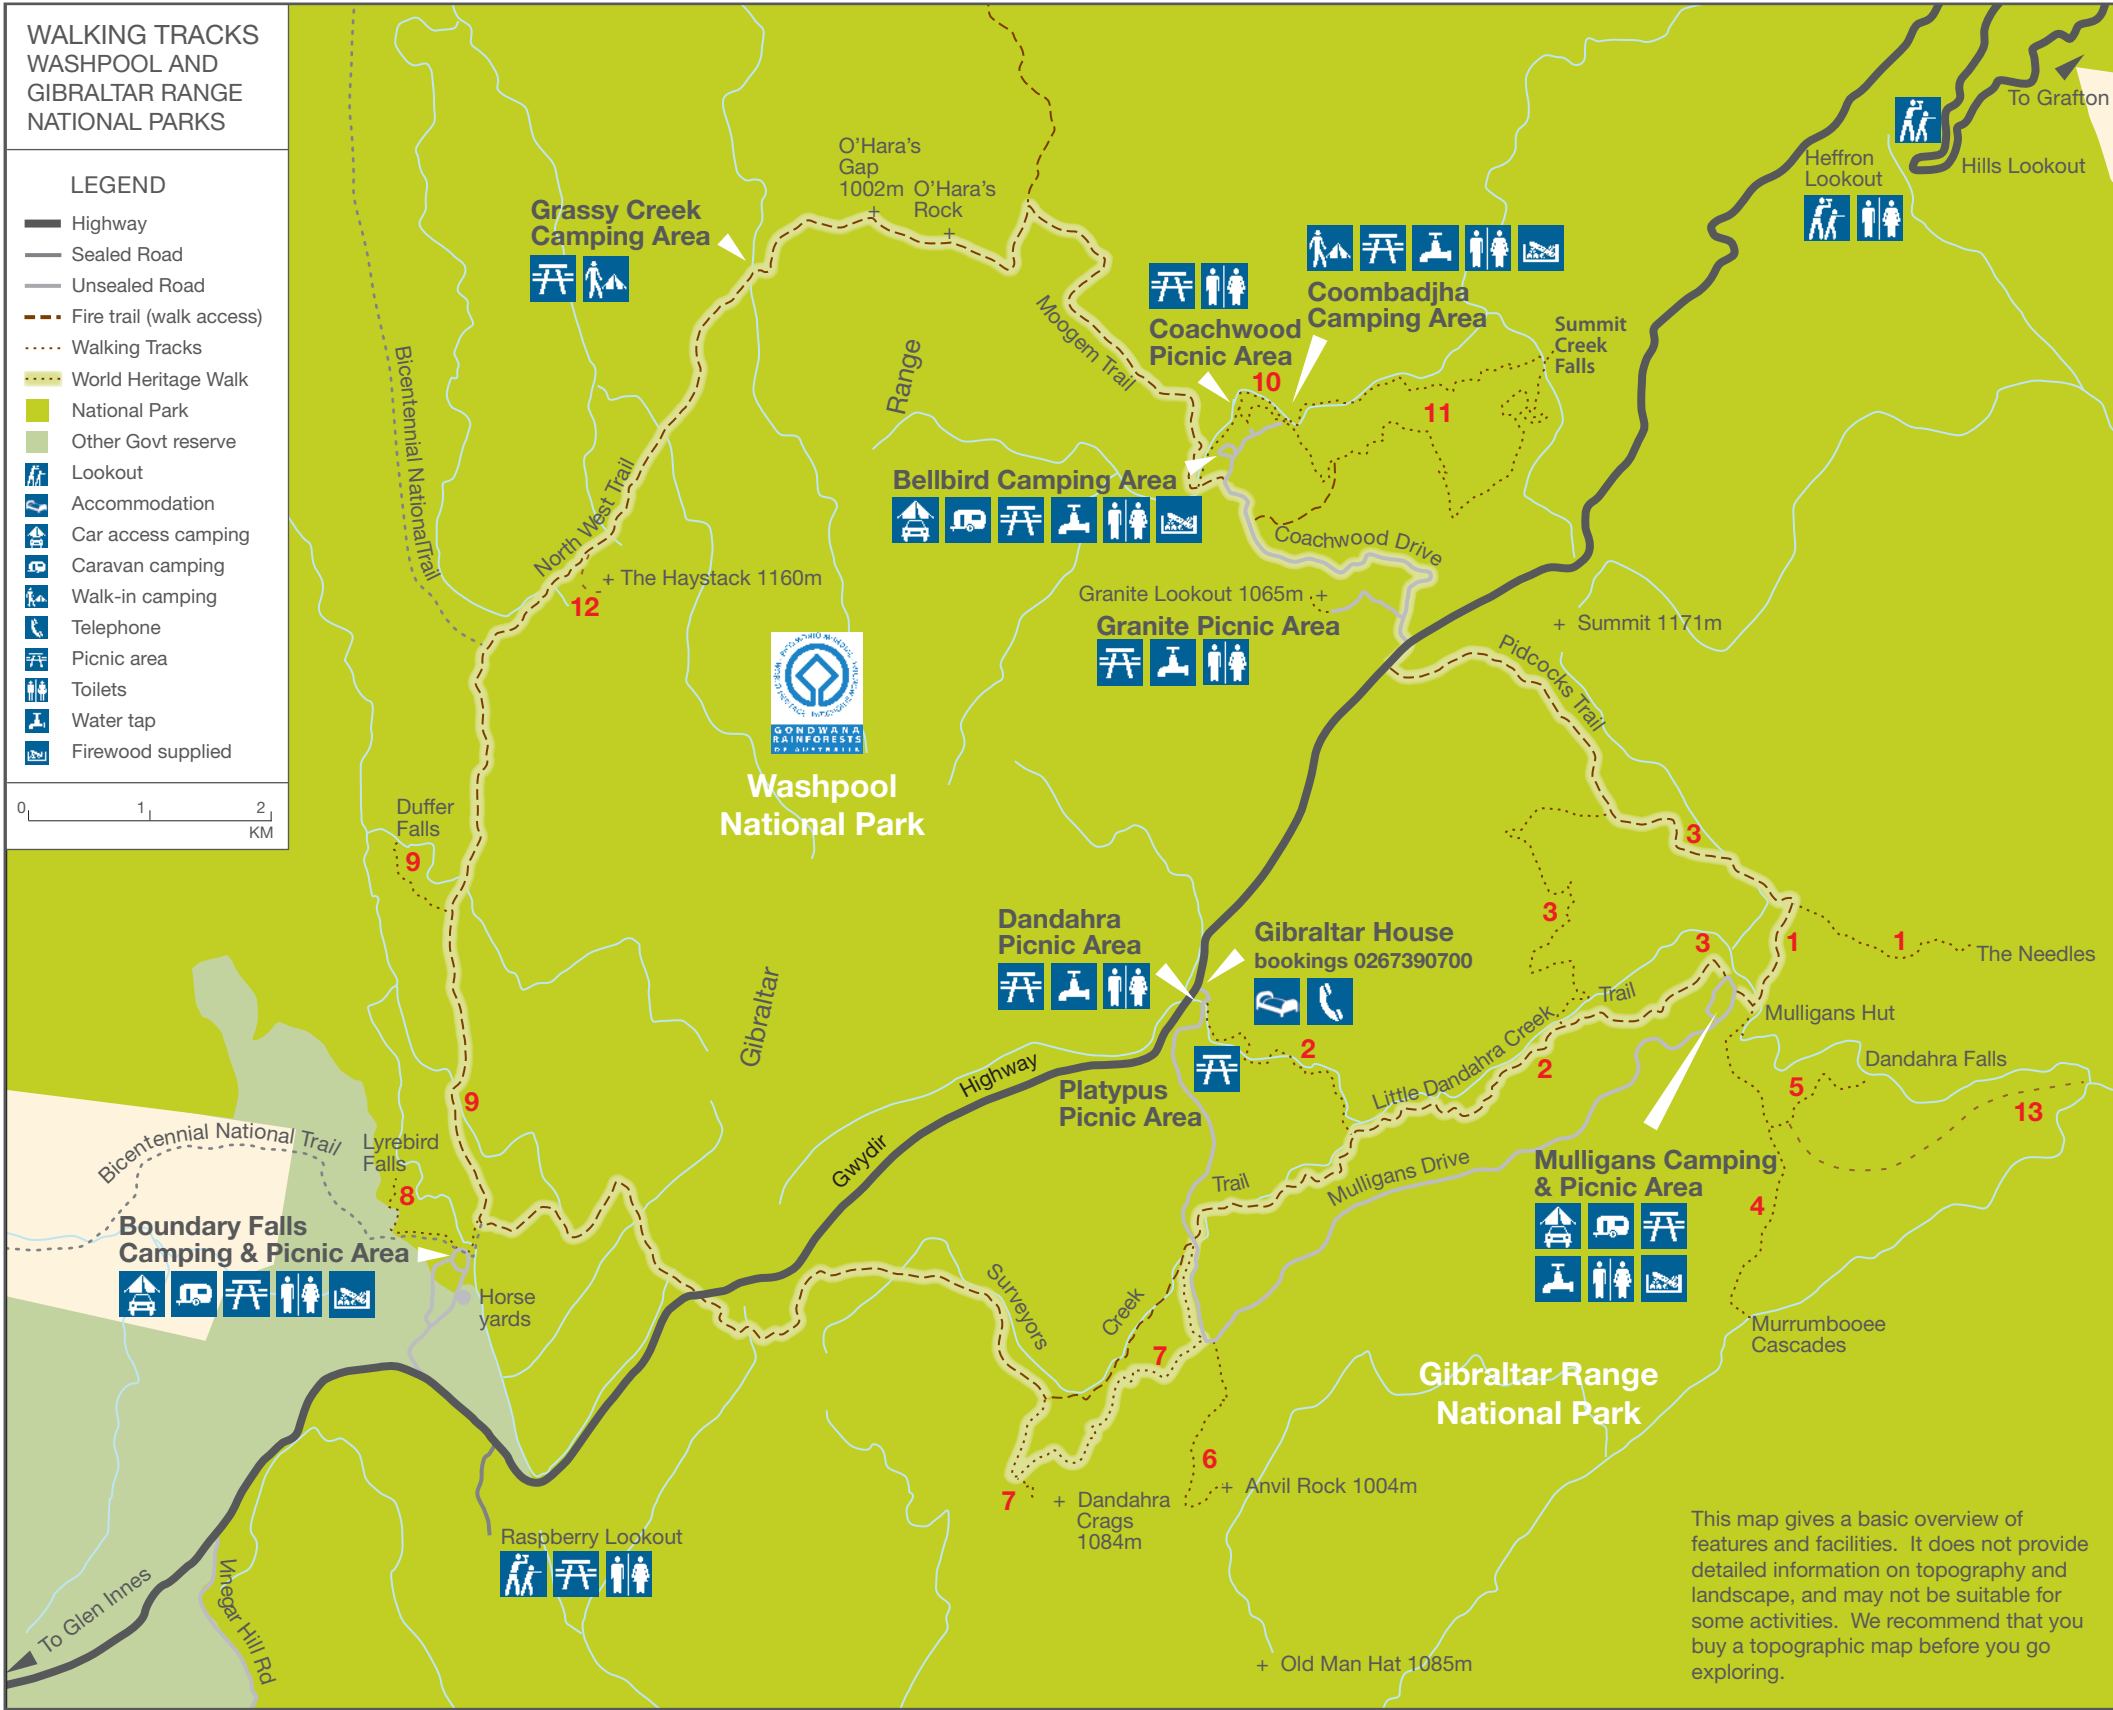 WALKING TRACKS
WASHPOOL AND
GIBRALTAR RANGE
NATIONAL PARKS
LEGEND
Highway
Sealed Road
Unsealed Road
Fire trail (walk access)
Walking Tracks
World Heritage Walk
National Park
Other Govt reserve
Lookout
Accommodation
Car access camping
Caravan camping
Walk-in camping
Telephone
Picnic area
Toilets
Water tap
Firewood supplied
0 1 2
KM
To Grafton
Hills Lookout
Heffron
Lookout
O'Hara's
Gap
1002m
O'Hara's
Rock
Grassy Creek
Camping Area
Moogem Trail
Range
Coachwood
Picnic Area
Coombadjha
Camping Area
Summit
Creek
Falls
10
11
Bicentennial NationalTrail
North West Trail
Bellbird Camping Area
Coachwood Drive
The Haystack 1160m
12
Granite Lookout 1065m
Granite Picnic Area
Summit 1171m
Pidcocks Trail
GONDWANA
RAINFORESTS
OF AUSTRALIA
Washpool
National Park
Duffer
Falls
9
3
3
3
1
1
The Needles
Dandahra
Picnic Area
Gibraltar House
bookings 0267390700
Gibraltar
Trail
Mulligans Hut
Little Dandahra Creek
2
2
Dandahra Falls
5
13
Highway
Gwydir
Platypus
Picnic Area
9
Bicentennial National Trail
Lyrebird
Falls
8
Trail
Mulligans Drive
Mulligans Camping
& Picnic Area
4
Boundary Falls
Camping & Picnic Area
Horse
yards
Surveyors
Creek
7
Murrumbooee
Cascades
Gibraltar Range
National Park
6
Anvil Rock 1004m
7
Dandahra
Crags
1084m
Raspberry Lookout
To Glen Innes
Vinegar Hill Rd
Old Man Hat 1085m
This map gives a basic overview of
features and facilities. It does not provide
detailed information on topography and
landscape, and may not be suitable for
some activities. We recommend that you
buy a topographic map before you go
exploring.